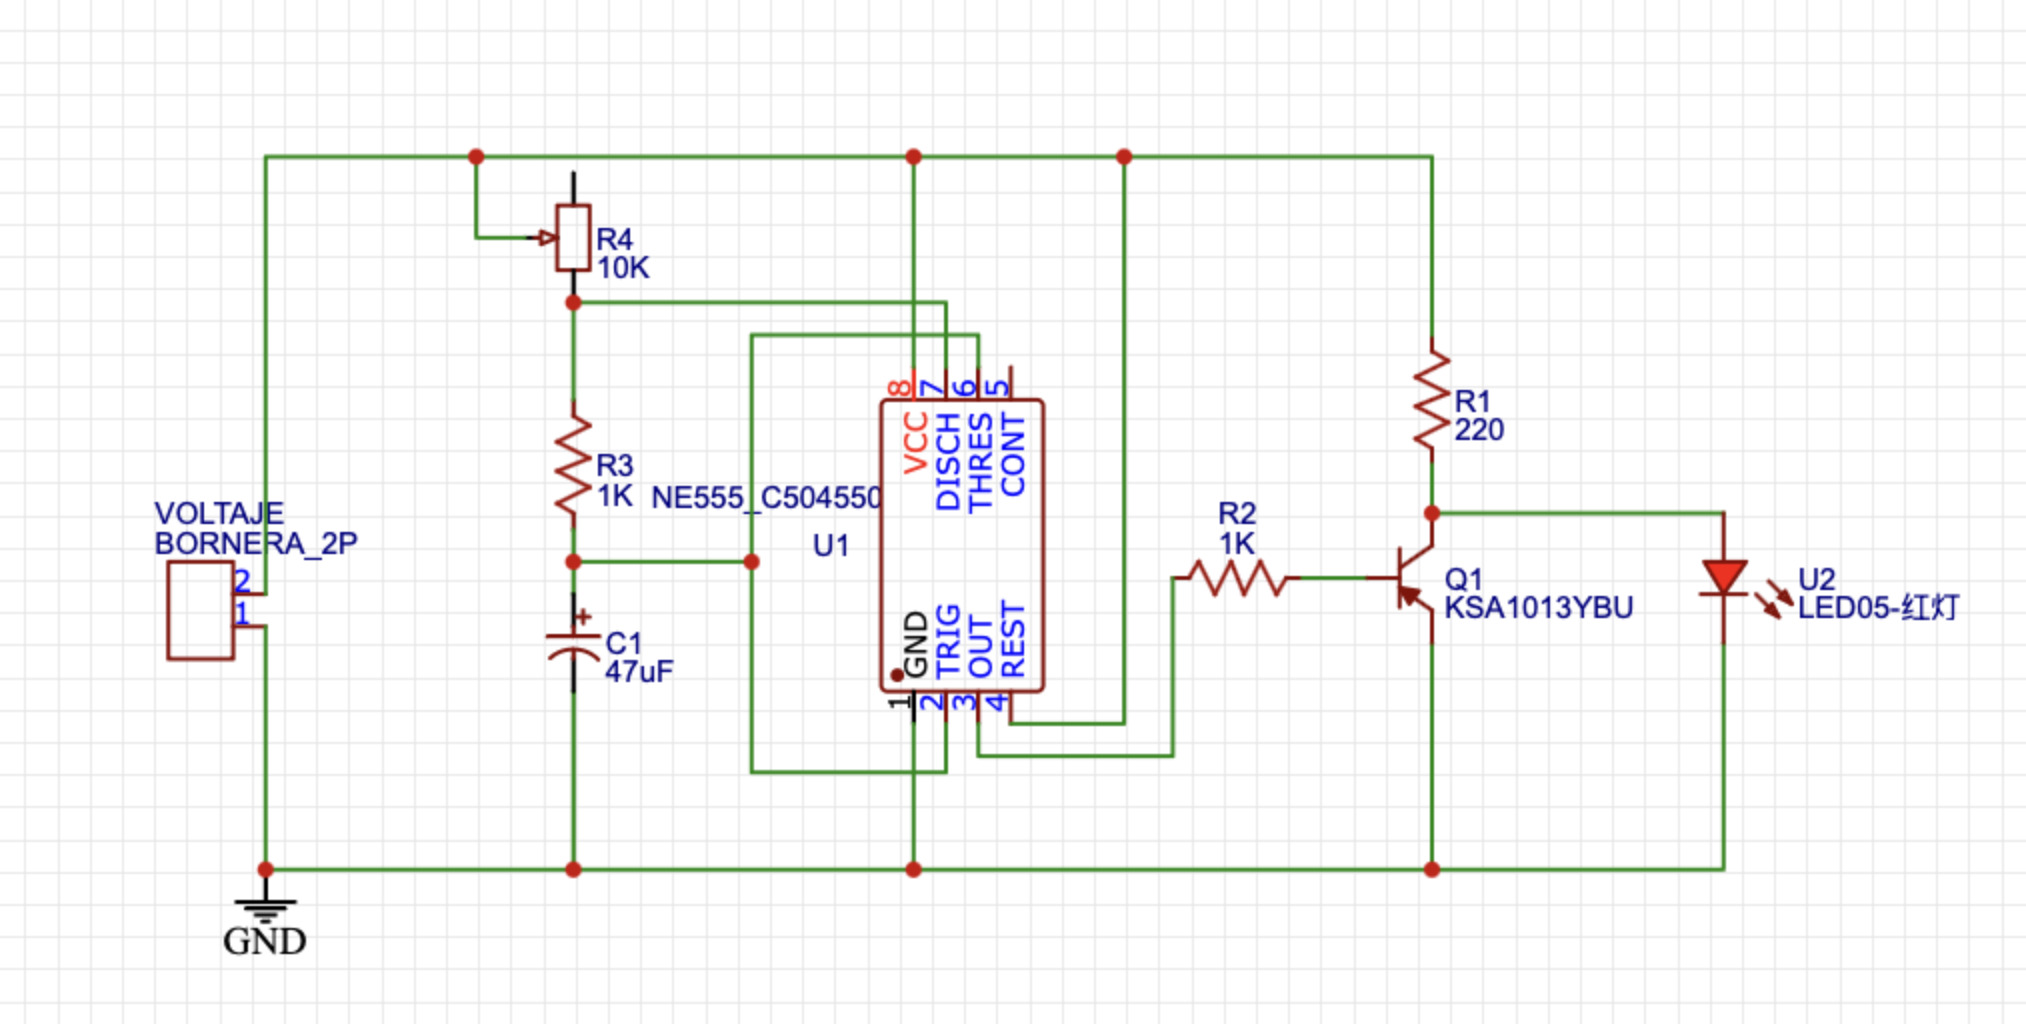 R4
10K
8
7
6
5
VCC
DISCH
THRES
CONT
R1
220
R3
1K
NE555_C504550
U1
VOLTAJE
BORNERA_2P
2
1
R2
1K
Q1
KSA1013YBU
U2
LED05-红灯
+
C1
47uF
GND
TRIG
OUT
REST
1
2
3
4
GND